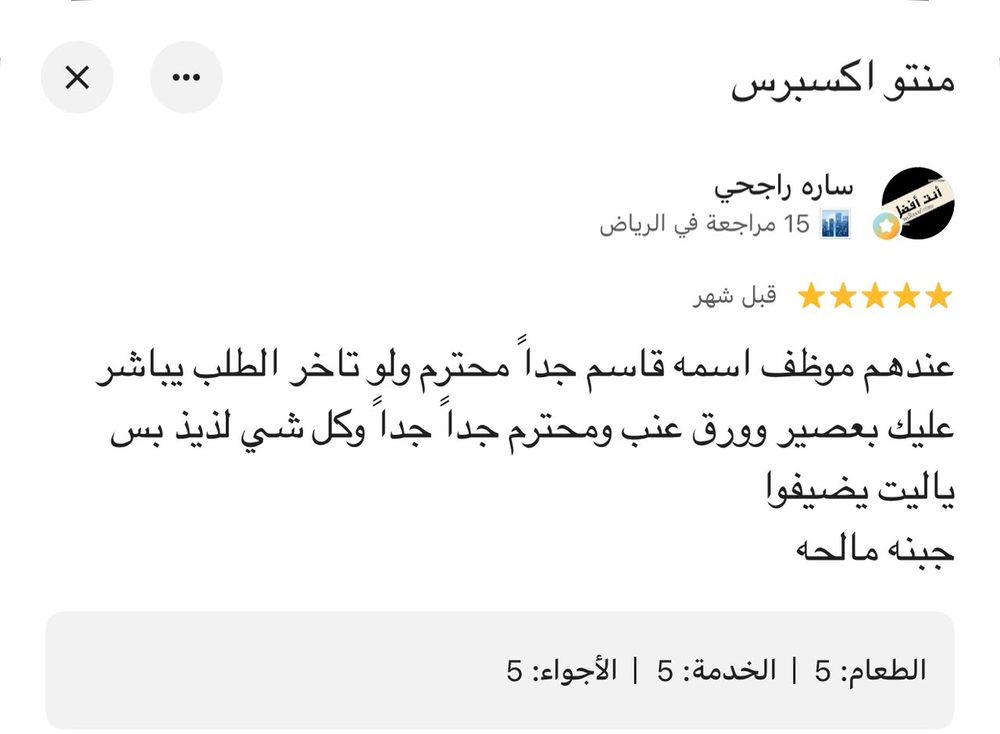 منتو اكسبرس
ساره راجحي
15 مراجعة في الرياض
قبل شهر
عندهم موظف اسمه قاسم جداً محترم ولو تاخر الطلب يباشر
عليك بعصير وورق عنب ومحترم جداً جداً وكل شي لذيذ بس
ياليت يضيفوا
جبنه مالحه
الطعام: 5 | الخدمة: 5 | الأجواء: 5